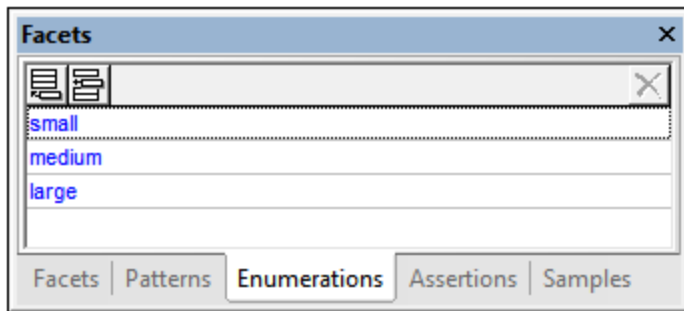 Facets
small
medium
large
Facets Patterns Enumerations Assertions Samples